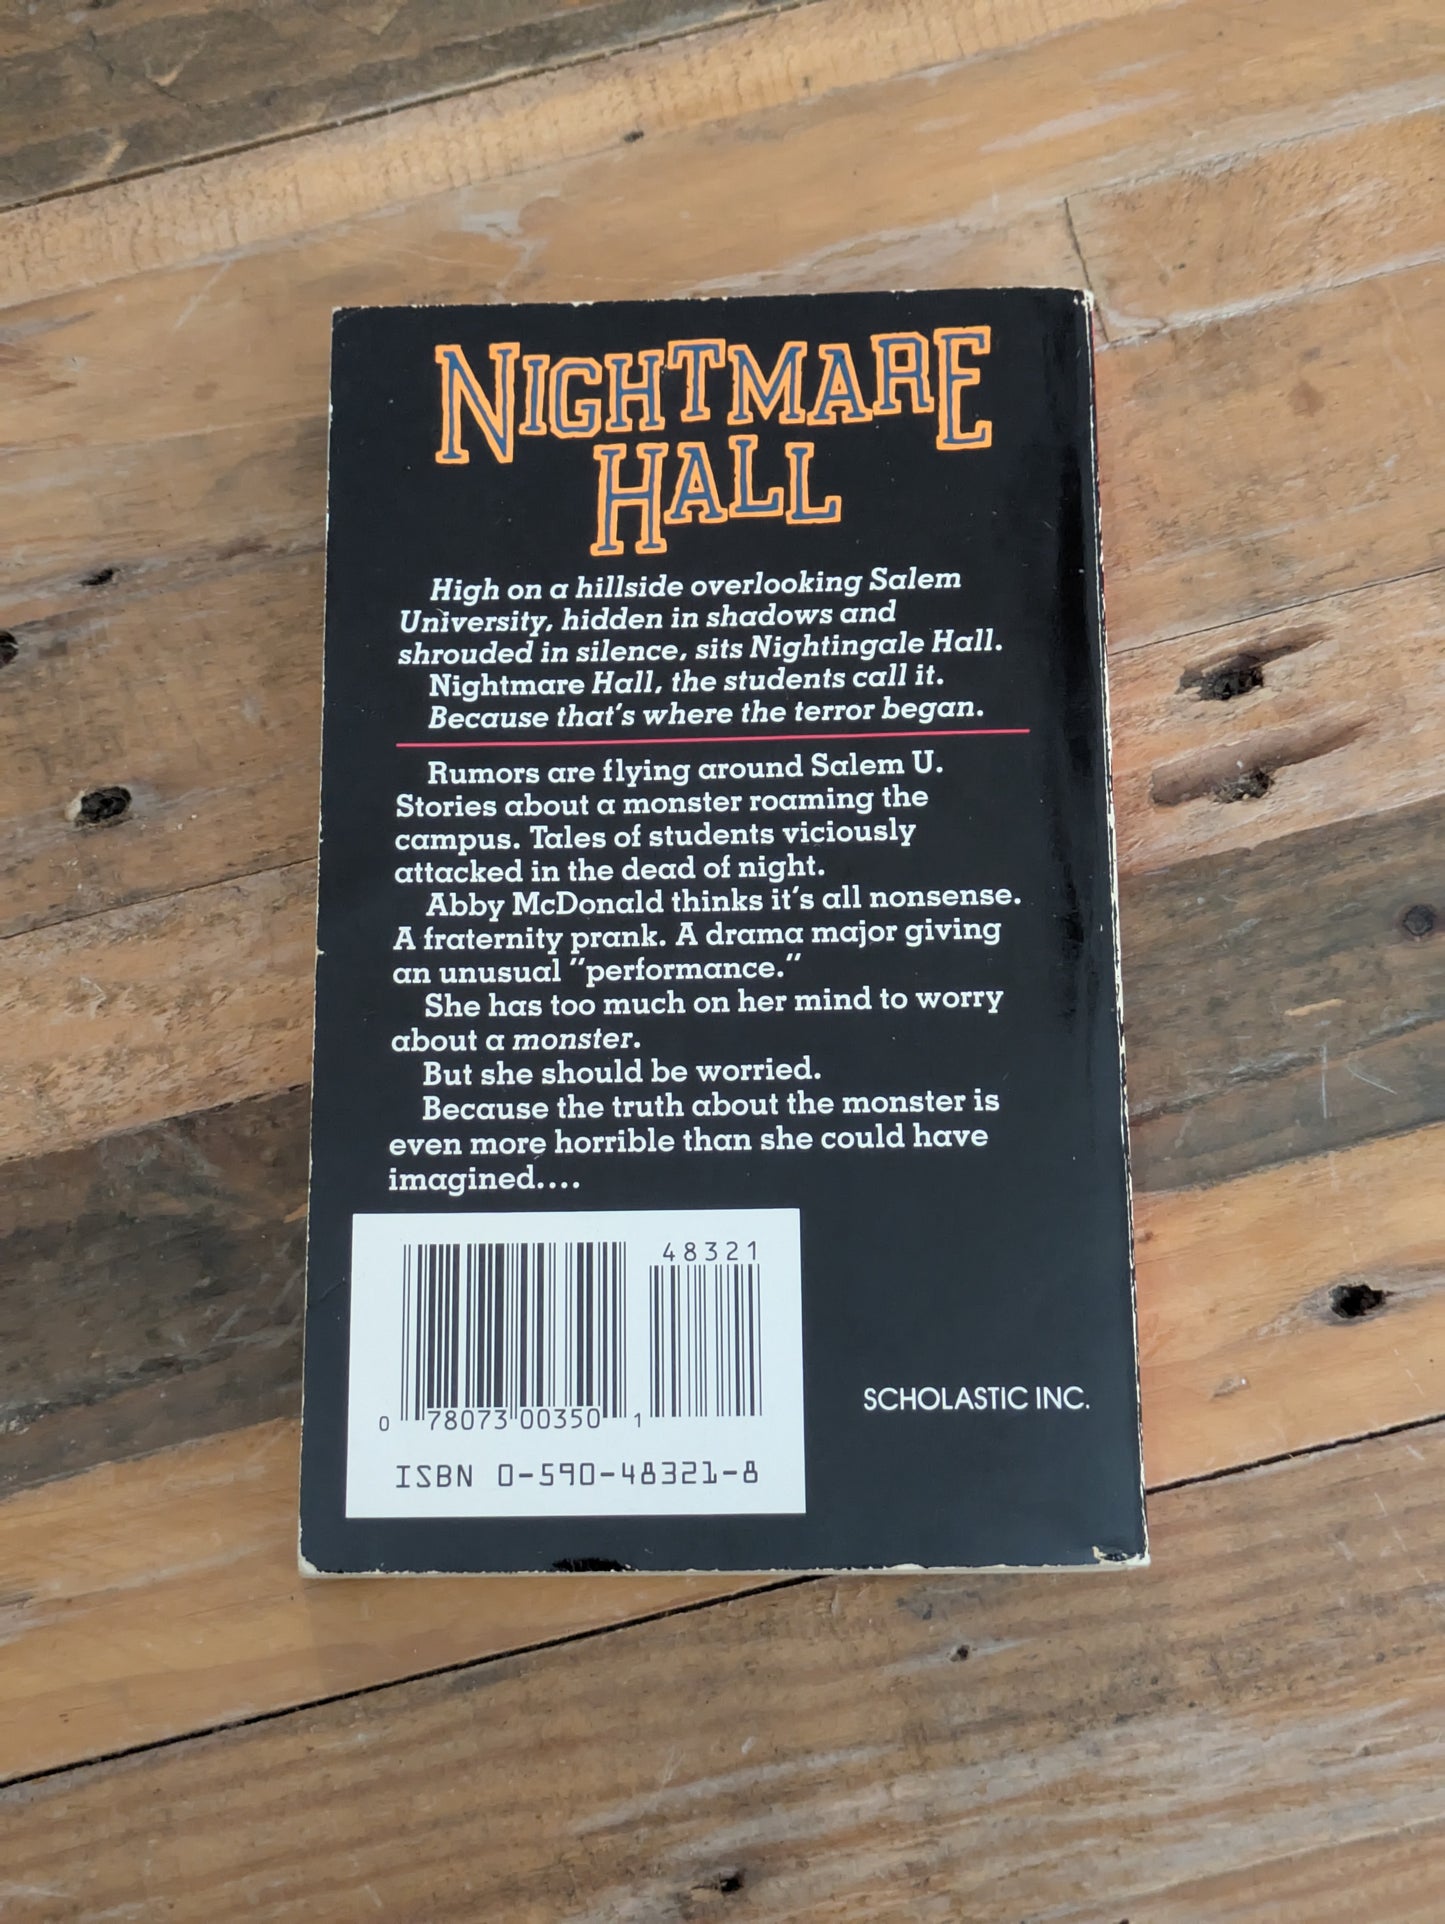 NIGHTMARE
HALL
High on a hillside overlooking Salem
University, hidden in shadows and
shrouded in silence, sits Nightingale Hall.
Nightmare Hall, the students call it.
Because that's where the terror began.
Rumors are flying around Salem U.
Stories about a monster roaming the
campus. Tales of students viciously
attacked in the dead of night.
Abby McDonald thinks it's all nonsense.
A fraternity prank. A drama major giving
an unusual "performance."
She has too much on her mind to worry
about a monster.
But she should be worried.
Because the truth about the monster is
even more horrible than she could have
imagined....
48321
0 78073 00350 1
ISBN 0-590-48321-8
SCHOLASTIC INC.